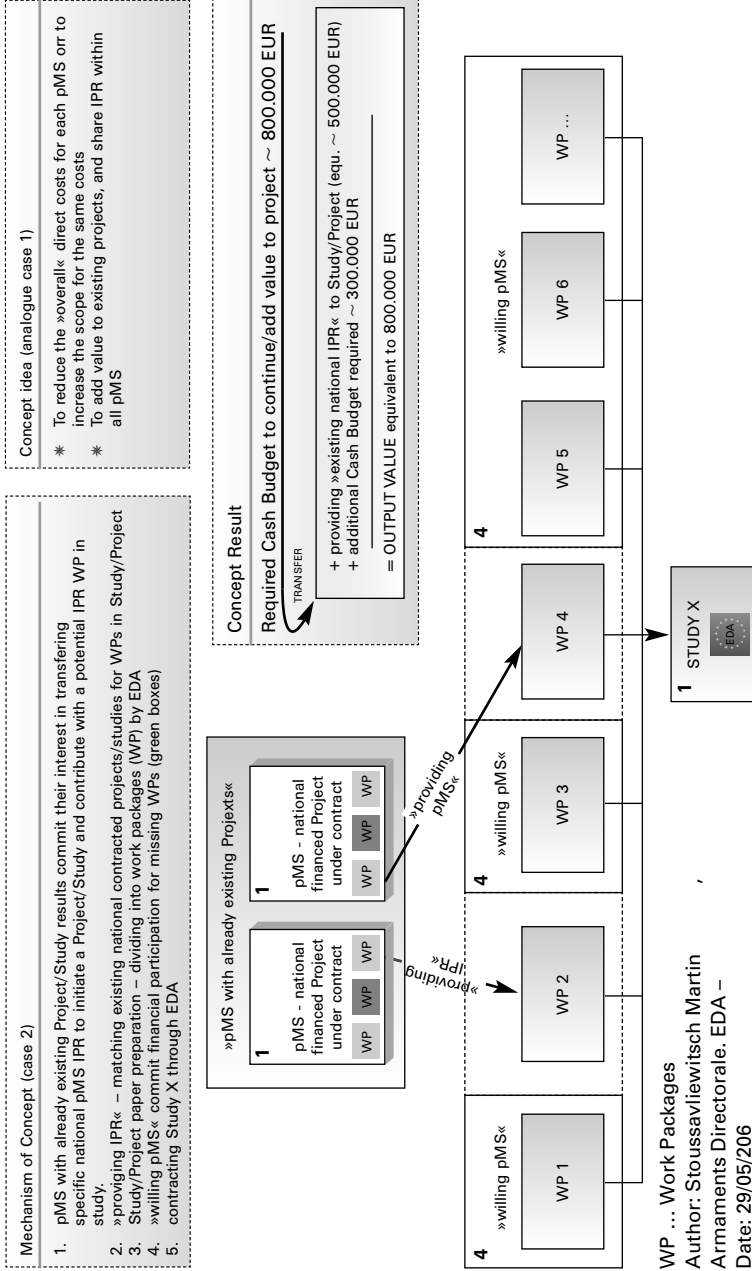 Mechanism of Concept (case 2)
1. pMS with already existing Project/Study results commit their interest in transfering
specific national pMS IPR to initiate a Project/Study and contribute with a potential IPR WP in
study.
2. »proviging IPR« – matching existing national contracted projects/studies for WPs in Study/Project
3. Study/Project paper preparation – dividing into work packages (WP) by EDA
4. »willing pMS« commit financial participation for missing WPs (green boxes)
5. contracting Study X through EDA
Concept idea (analogue case 1)
✳ To reduce the »overall« direct costs for each pMS orr to
increase the scope for the same costs
✳ To add value to existing projects, and share IPR within
all pMS
»pMS with already existing Projexts«
1
pMS - national
financed Project
under contract
WP WP WP
1
pMS - national
financed Project
under contract
WP WP WP
Concept Result
Required Cash Budget to continue/add value to project ~ 800.000 EUR
TRANSFER
+ providing »existing national IPR« to Study/Project (equ. ~ 500.000 EUR)
+ additional Cash Budget required ~ 300.000 EUR
= OUTPUT VALUE equivalent to 800.000 EUR
»providing
IPR«
»providing
pMS«
4
»willing pMS«
WP 1
WP 2
4
»willing pMS«
WP 3
WP 4
4
»willing pMS«
WP 5
WP 6
WP ...
1
STUDY X
EDA
WP ... Work Packages
Author: Stoussavliewitsch Martin ,
Armaments Directorale. EDA –
Date: 29/05/206